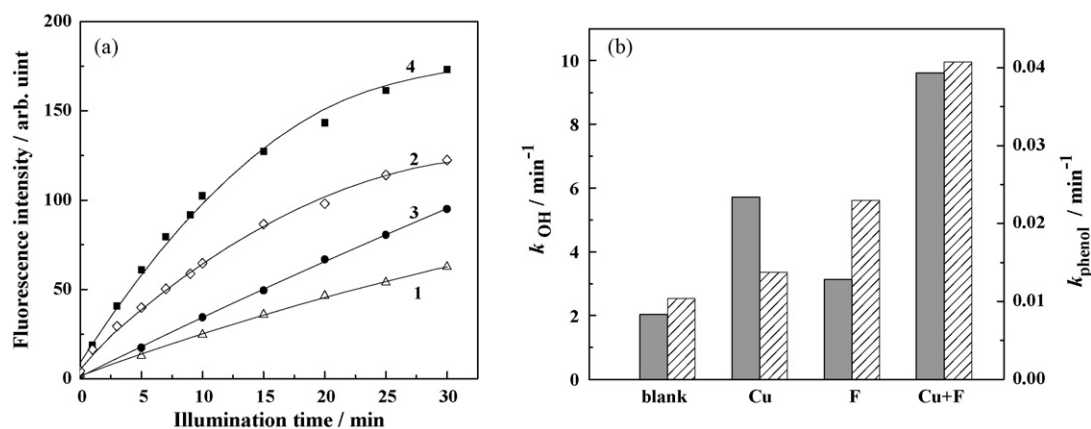 (a)
200
150
100
50
0
Fluorescence intensity / arb. uint
4
2
3
1
0 5 10 15 20 25 30
Illumination time / min
(b)
10
8
6
4
2
0
k OH / min⁻¹
0.04
0.03
0.02
0.01
0.00
kphenol / min⁻¹
blank Cu F Cu+F